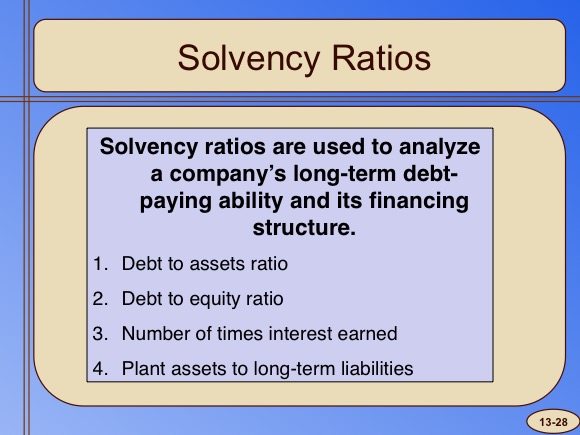 Solvency Ratios
Solvency ratios are used to analyze
a company’s long-term debt-
paying ability and its financing
structure.
1. Debt to assets ratio
2. Debt to equity ratio
3. Number of times interest earned
4. Plant assets to long-term liabilities
13-28